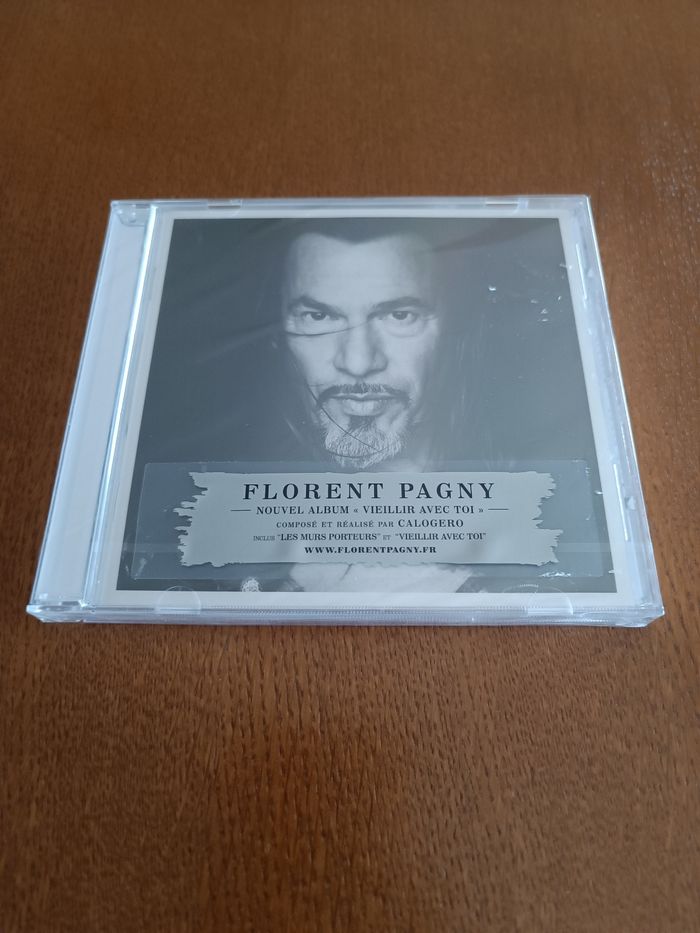 FLORENT PAGNY
NOUVEL ALBUM « VIEILLIR AVEC TOI »
COMPOSÉ ET RÉALISÉ PAR CALOGERO
INCLUS "LES MURS PORTEURS" ET "VIEILLIR AVEC TOI"
WWW.FLORENTPAGNY.FR